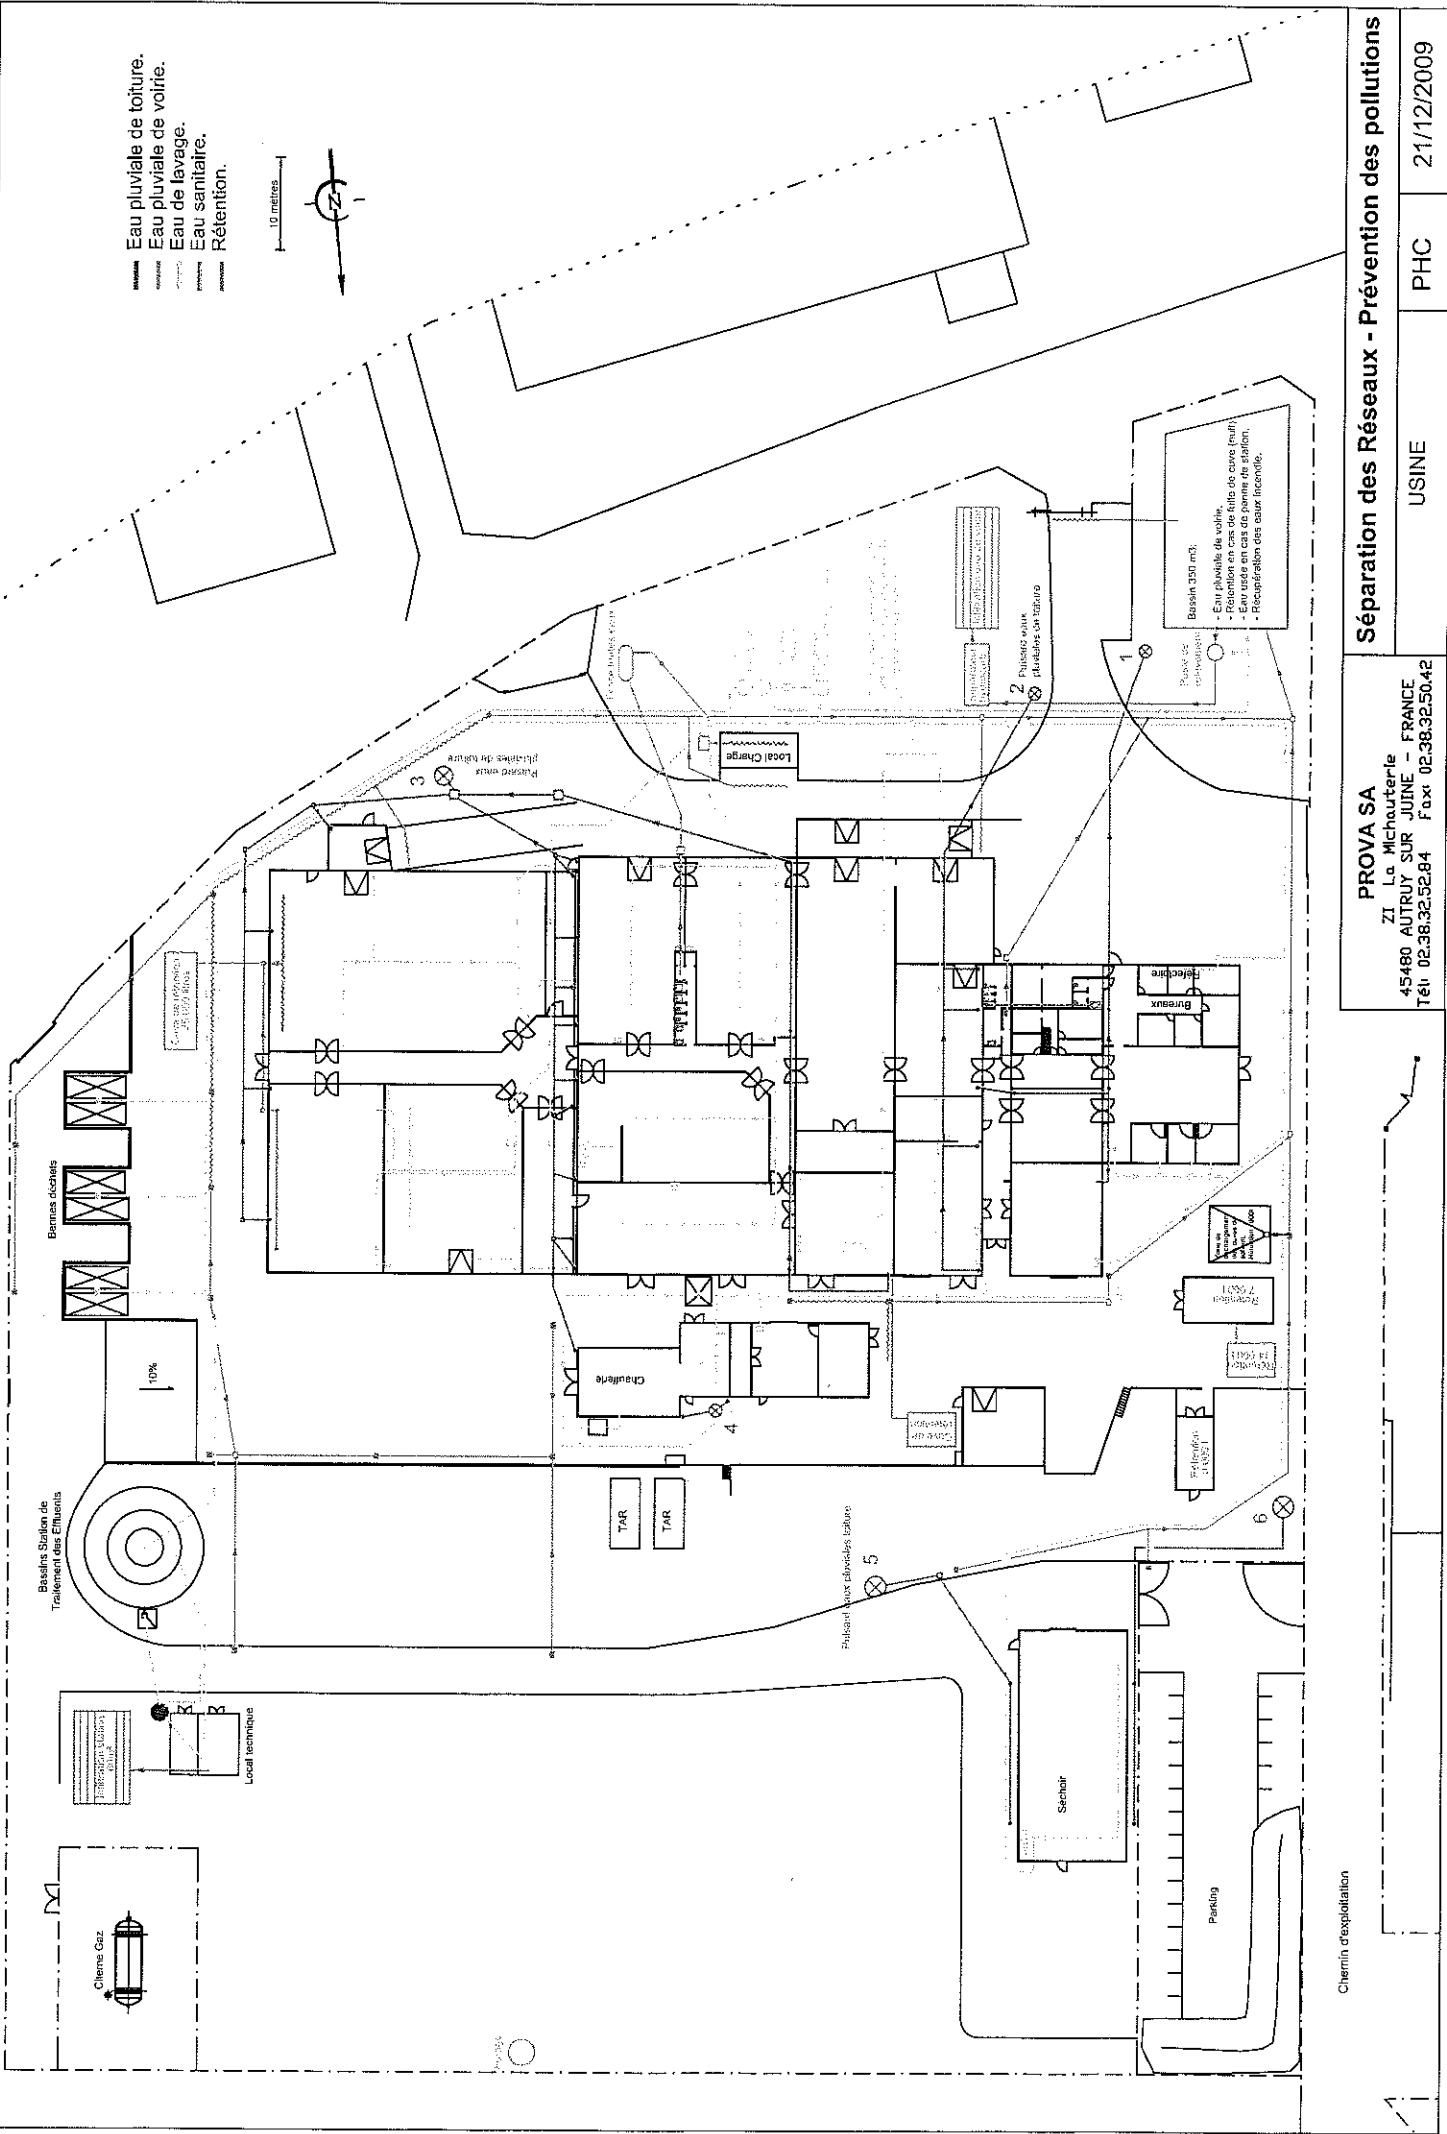 Eau pluviale de toiture.
Eau pluviale de voirie.
Eau de lavage.
Eau sanitaire.
Rétention.
10 mètres
N
Bennes déchets
10%
Bassins Station de
Traitement des Effluents
Local technique
Citerne Gaz
Chaufferie
TAR
TAR
Local Charge
3
Puisard eaux
pluviales de toiture
2
Puisard eaux
pluviales de toiture
1
4
5
Puisard eaux pluviales toiture
6
Bassin 350 m3:
- Eau pluviale de voirie.
- Rétention en cas de fuite de cuve (nuit)
- Eau usée en cas de panne de station.
- Récupération des eaux incendie.
Réfectoire
Bureaux
Séchoir
Parking
Chemin d'exploitation
PROVA SA
ZI La Michauterie
45480 AUTRUY SUR JUINE - FRANCE
Tél: 02.38.32.52.84 Fax: 02.38.32.50.42
Séparation des Réseaux - Prévention des pollutions
USINE
PHC
21/12/2009